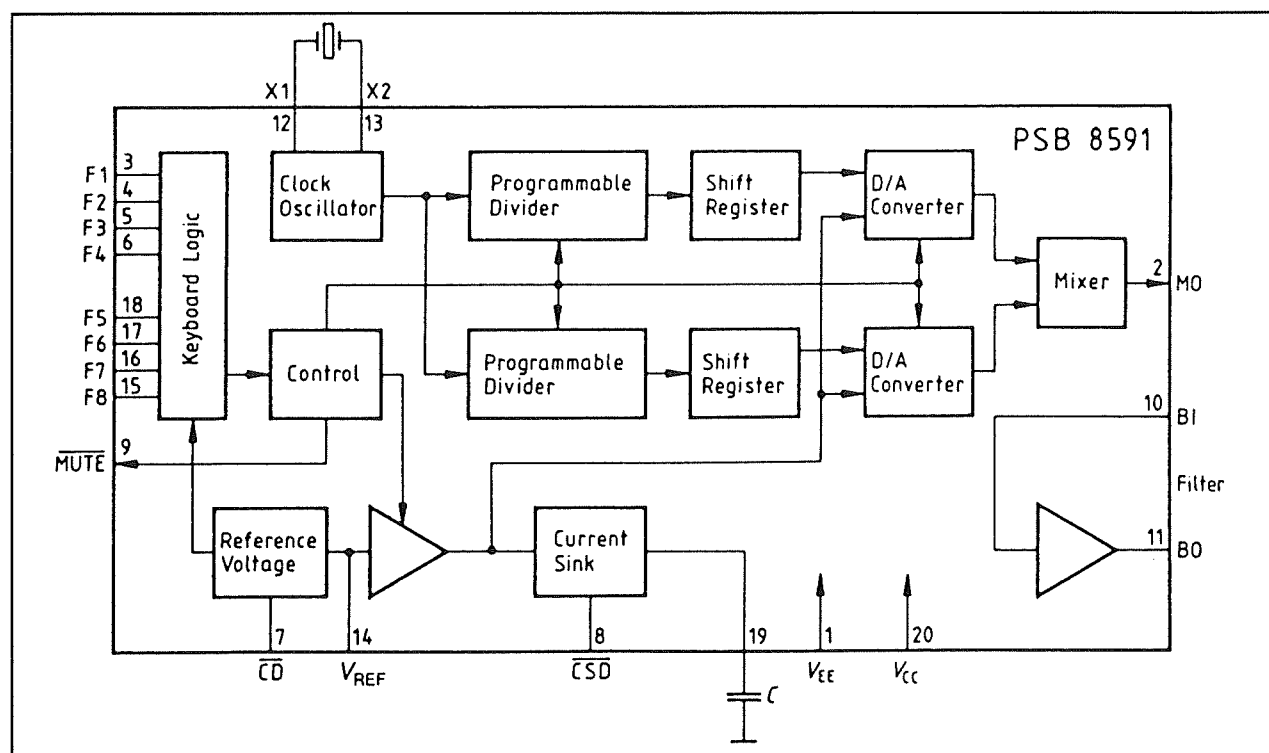 X1
X2
12
13
PSB 8591
F1
3
F2
4
F3
5
F4
6
F5
18
F6
17
F7
16
F8
15
Keyboard Logic
Clock
Oscillator
Programmable
Divider
Shift
Register
D/A
Converter
Mixer
2
MO
Control
Programmable
Divider
Shift
Register
D/A
Converter
10
BI
Filter
11
BO
M̅U̅T̅E̅
9
Reference
Voltage
Current
Sink
7
14
8
19
1
20
C̅D̅
VREF
C̅S̅D̅
C
VEE
VCC